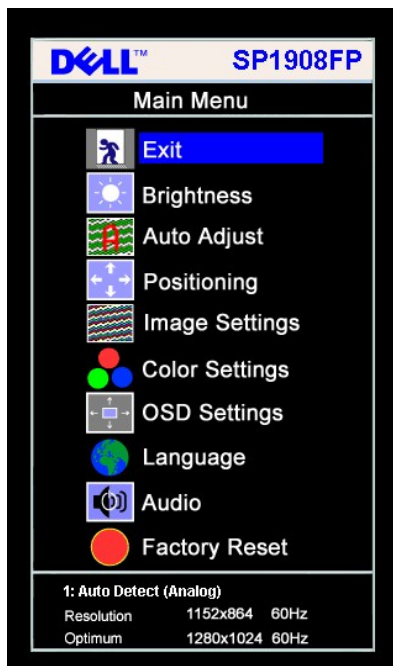 DELL™ SP1908FP
Main Menu
Exit
Brightness
Auto Adjust
Positioning
Image Settings
Color Settings
OSD Settings
Language
Audio
Factory Reset
1: Auto Detect (Analog)
Resolution 1152x864 60Hz
Optimum 1280x1024 60Hz